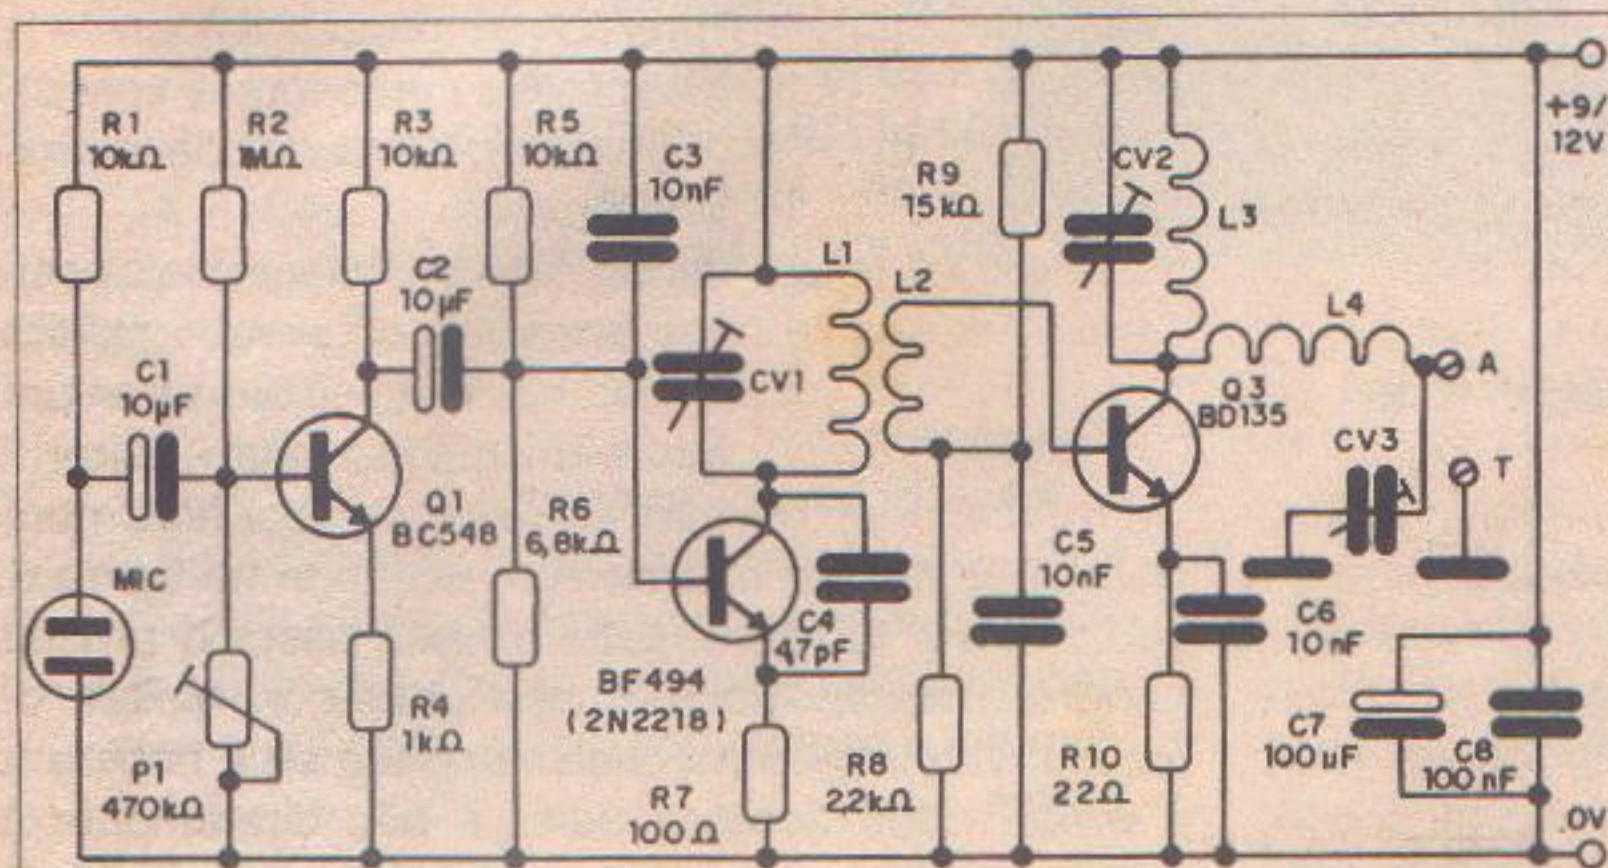 R1
10kΩ
R2
1MΩ
R3
10kΩ
R5
10kΩ
C3
10nF
R9
15kΩ
CV2
L3
+9/
12V
C2
10µF
L1
L2
L4
A
C1
10µF
CV1
Q3
BD135
CV3
T
Q1
BC548
R6
6,8kΩ
MIC
C4
4,7pF
C5
10nF
C6
10nF
BF494
(2N2218)
R4
1kΩ
P1
470kΩ
R7
100Ω
R8
2,2kΩ
R10
22Ω
C7
100µF
C8
100nF
0V